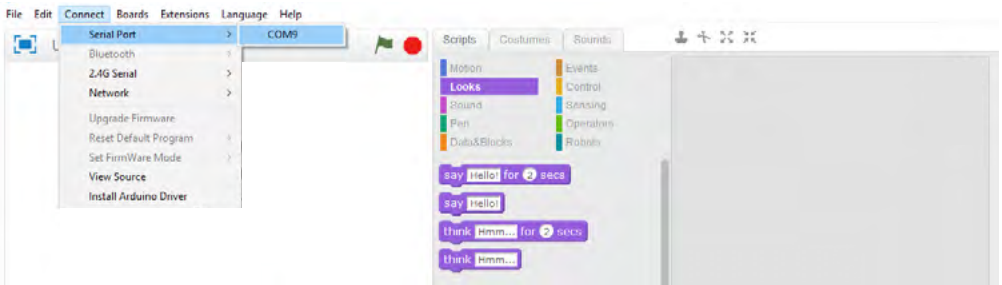 File Edit Connect Boards Extensions Language Help
Serial Port > COM9
Bluetooth >
2.4G Serial >
Network >
Upgrade Firmware
Reset Default Program >
Set FirmWare Mode >
View Source
Install Arduino Driver
U
Scripts Costumes Sounds
Motion Events
Looks Control
Sound Sensing
Pen Operators
Data&Blocks Robots
say Hello! for 2 secs
say Hello!
think Hmm... for 2 secs
think Hmm...